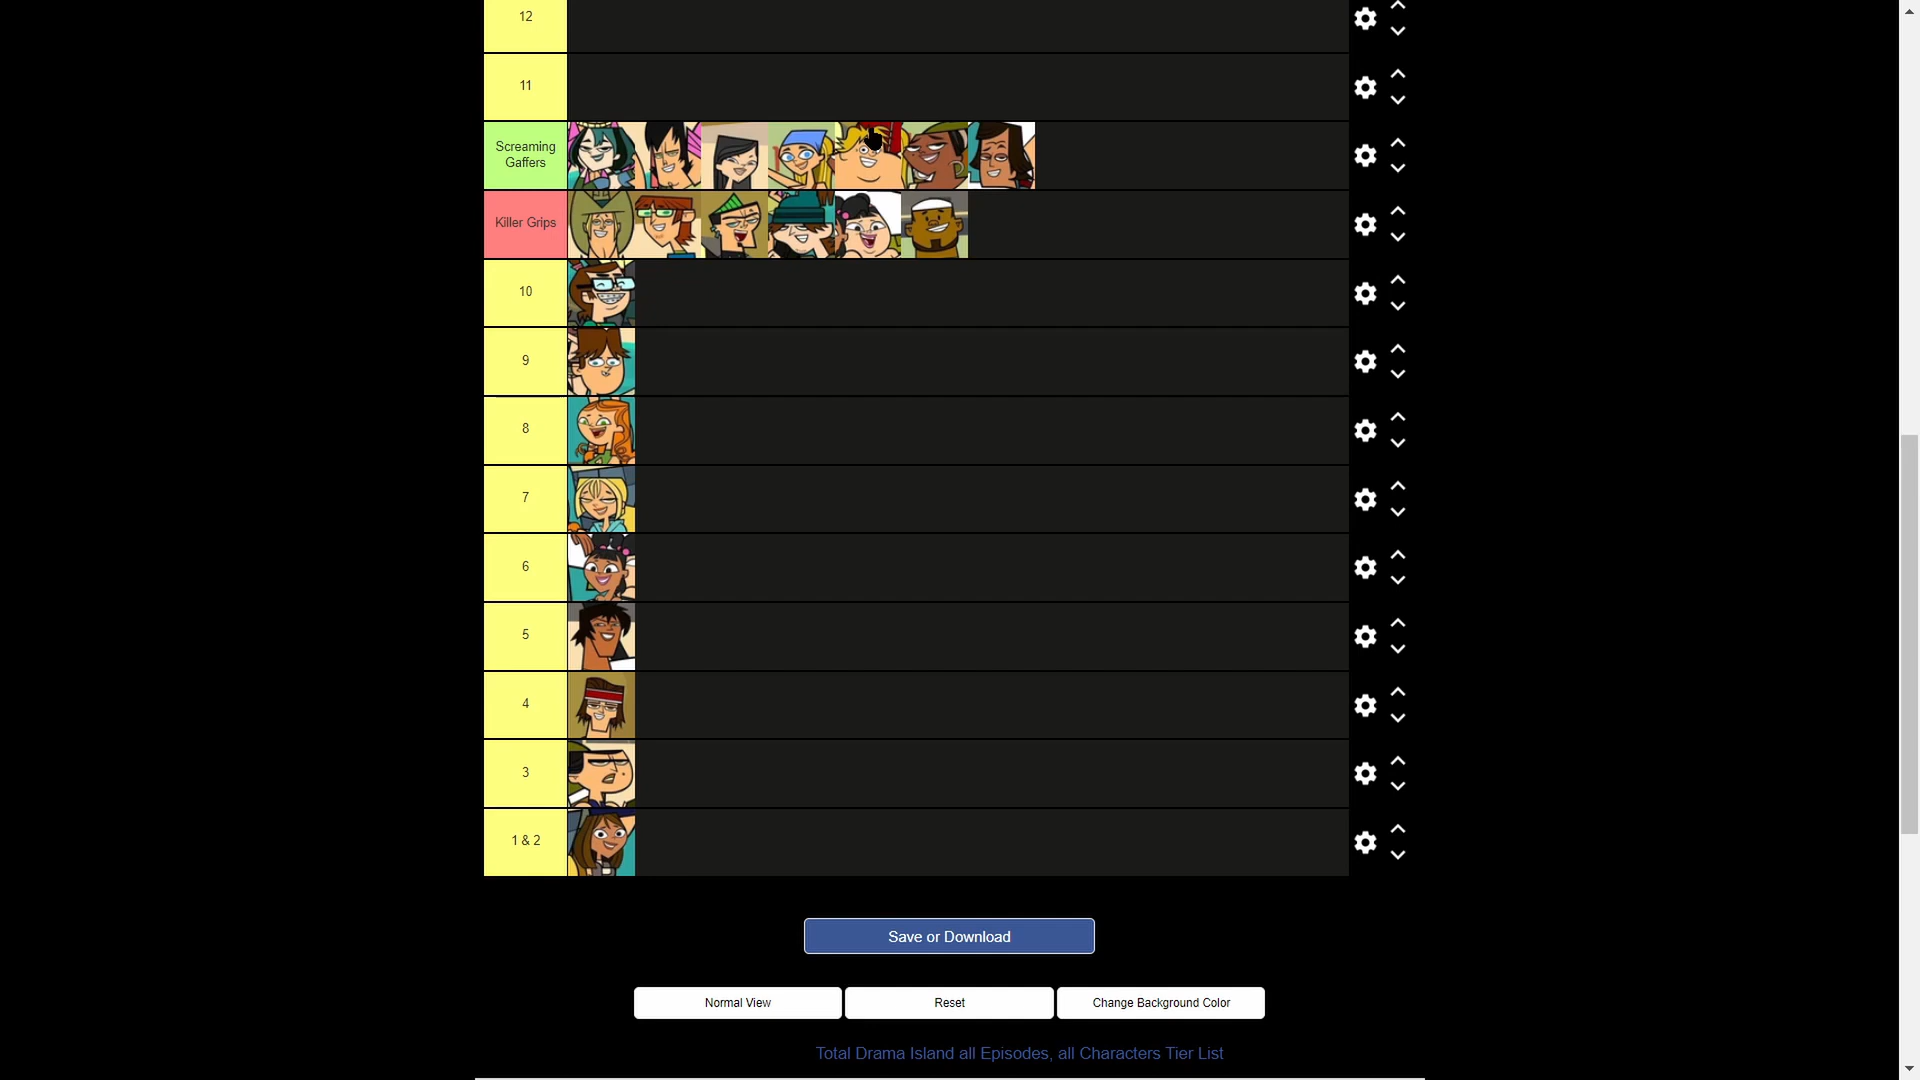 12
11
Screaming
Gaffers
Killer Grips
10
9
8
7
6
5
4
3
1 & 2
Save or Download
Normal View
Reset
Change Background Color
Total Drama Island all Episodes, all Characters Tier List